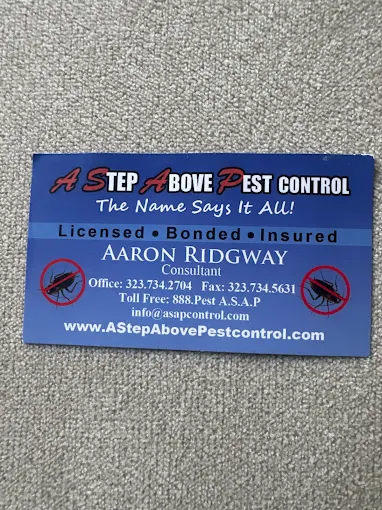 A STEP ABOVE PEST CONTROL
The Name Says It All!
Licensed • Bonded • Insured
AARON RIDGWAY
Consultant
Office: 323.734.2704 Fax: 323.734.5631
Toll Free: 888.Pest A.S.A.P
info@asapcontrol.com
www.AStepAbovePestcontrol.com